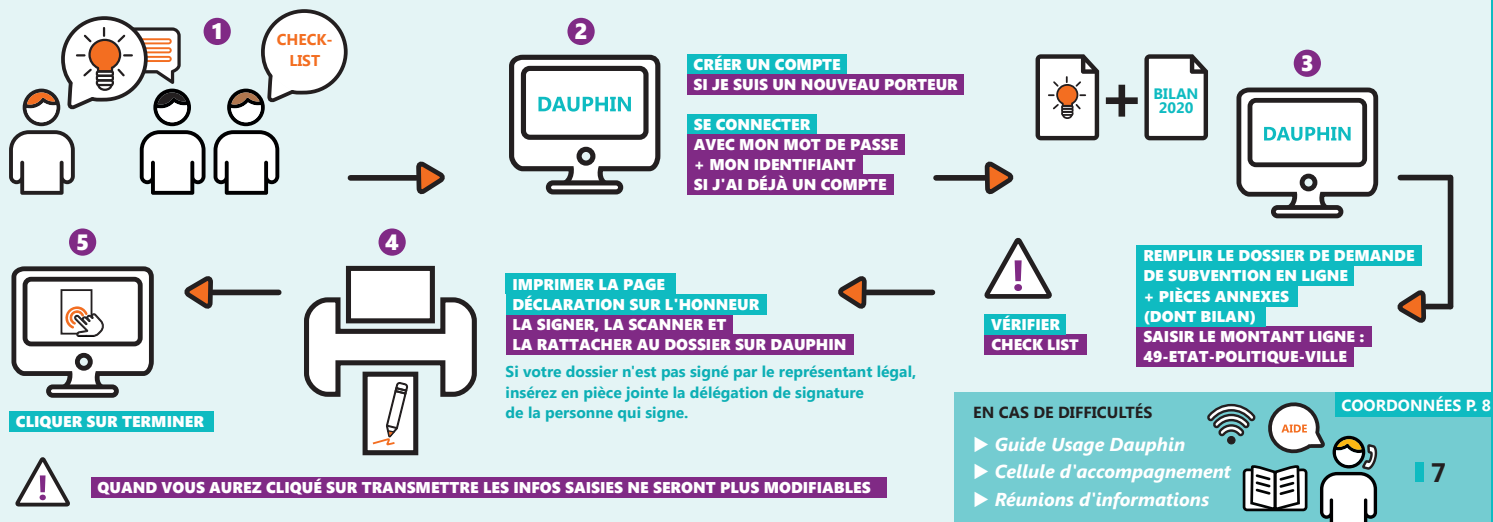 1
CHECK-
LIST
2
DAUPHIN
CRÉER UN COMPTE
SI JE SUIS UN NOUVEAU PORTEUR
SE CONNECTER
AVEC MON MOT DE PASSE
+ MON IDENTIFIANT
SI J'AI DÉJÀ UN COMPTE
3
+
BILAN
2020
DAUPHIN
REMPLIR LE DOSSIER DE DEMANDE
DE SUBVENTION EN LIGNE
+ PIÈCES ANNEXES
(DONT BILAN)
SAISIR LE MONTANT LIGNE :
49-ETAT-POLITIQUE-VILLE
!
VÉRIFIER
CHECK LIST
4
IMPRIMER LA PAGE
DÉCLARATION SUR L'HONNEUR
LA SIGNER, LA SCANNER ET
LA RATTACHER AU DOSSIER SUR DAUPHIN
Si votre dossier n'est pas signé par le représentant légal,
insérez en pièce jointe la délégation de signature
de la personne qui signe.
5
CLIQUER SUR TERMINER
!
QUAND VOUS AUREZ CLIQUÉ SUR TRANSMETTRE LES INFOS SAISIES NE SERONT PLUS MODIFIABLES
EN CAS DE DIFFICULTÉS
COORDONNÉES P. 8
▶ Guide Usage Dauphin
▶ Cellule d'accompagnement
▶ Réunions d'informations
AIDE
7